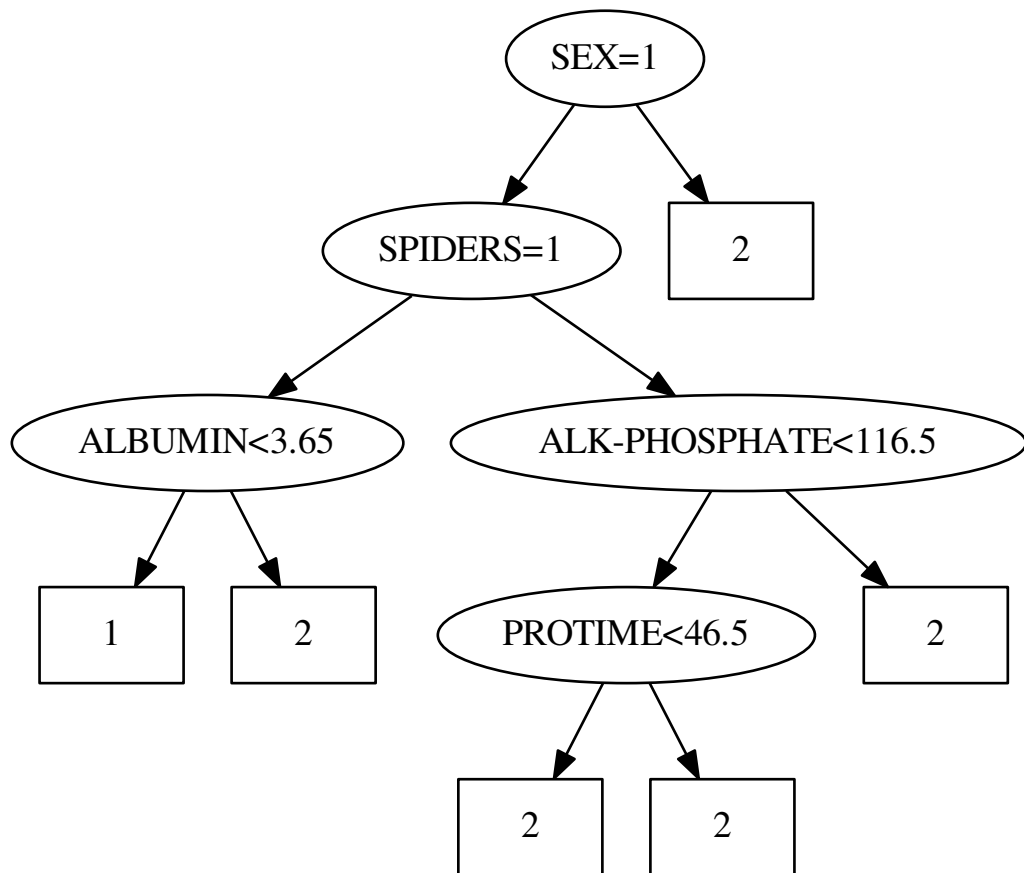 SEX=1
SPIDERS=1
2
ALBUMIN<3.65
ALK-PHOSPHATE<116.5
1
2
PROTIME<46.5
2
2
2